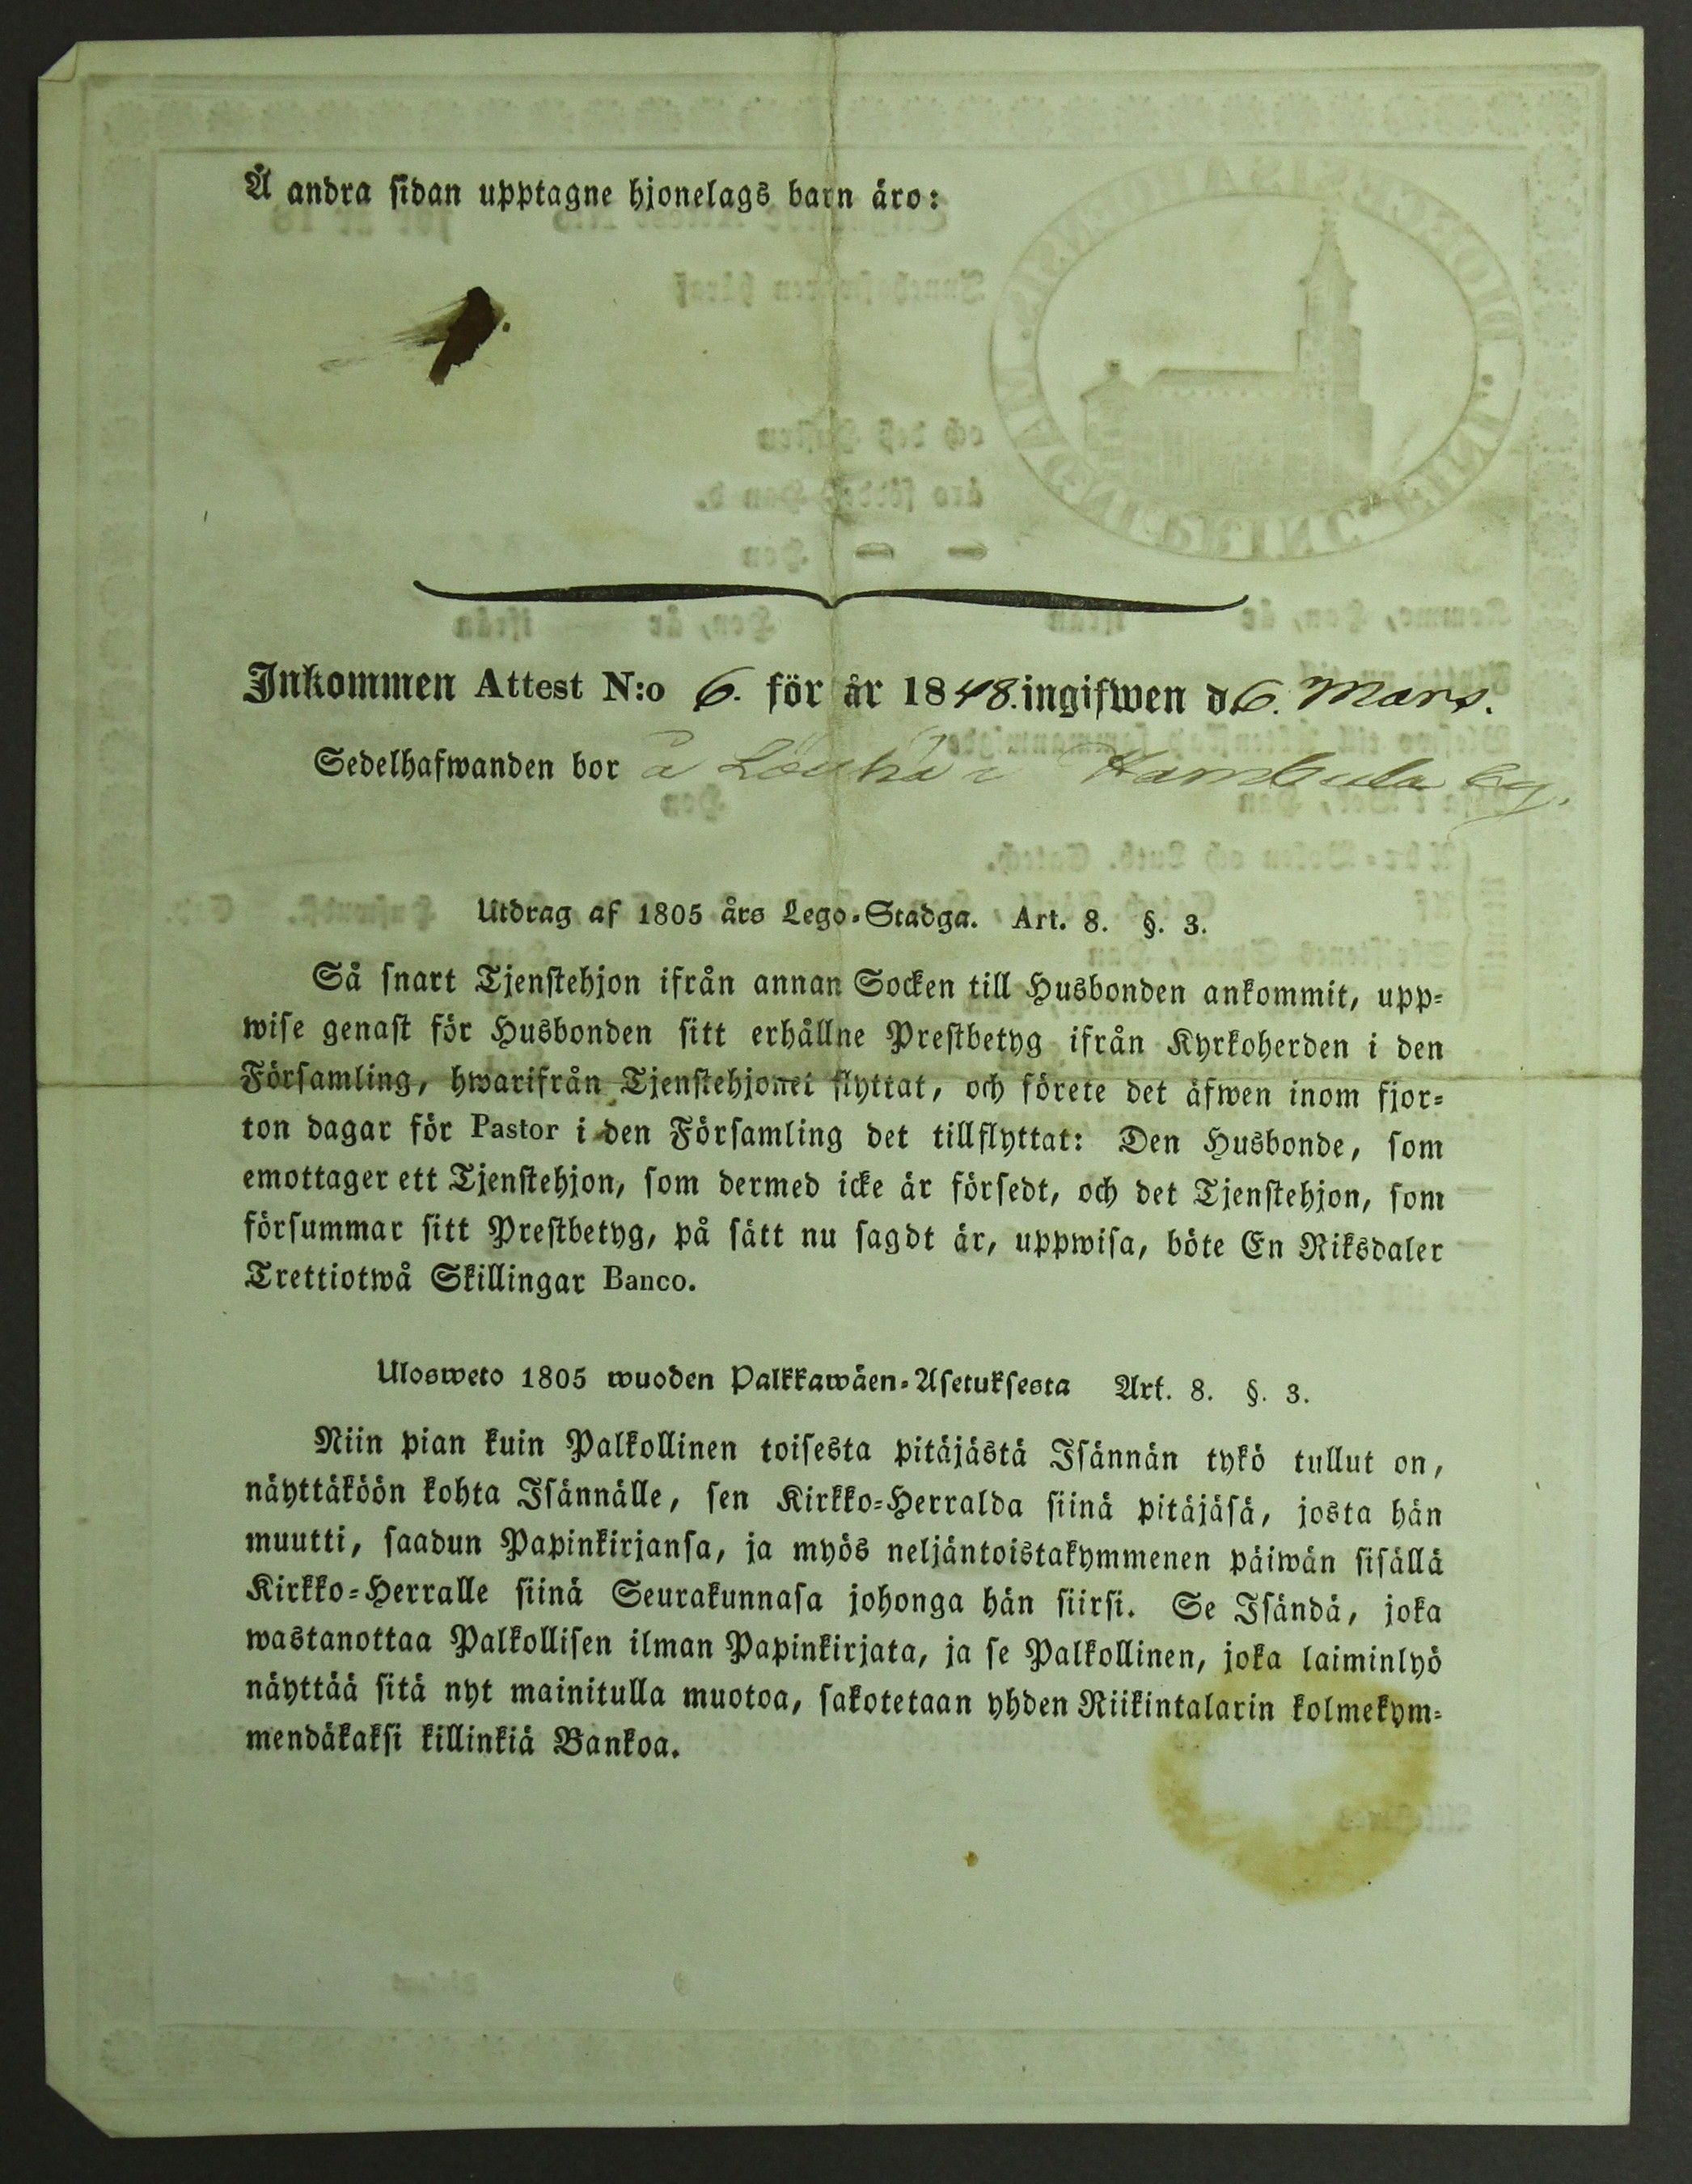 Å andra sidan upptagne hjonelags barn äro:
Inkommen Attest N:o 6. för år 1848. ingifwen d. 6. Mars.
Sedelhafwanden bor å i by.
Utdrag af 1805 års Lego-Stadga. Art. 8. §. 3.
Så snart Tjenstehjon ifrån annan Socken till Husbonden ankommit, upp-
wise genast för Husbonden sitt erhållne Prestbetyg ifrån Kyrkoherden i den
Församling, hwarifrån Tjenstehjonet flyttat, och förete det äfwen inom fjor-
ton dagar för Pastor i den Församling det tillflyttat: Den Husbonde, som
emottager ett Tjenstehjon, som dermed icke är försedt, och det Tjenstehjon, som
försummar sitt Prestbetyg, på sätt nu sagdt är, uppwisa, böte En Riksdaler
Trettiotwå Skillingar Banco.
Ulosweto 1805 wuoden Palkkawäen-Asetuksesta Art. 8. §. 3.
Niin pian kuin Palkollinen toisesta pitäjästä Isännän tykö tullut on,
näyttäköön kohta Isännälle, sen Kirkko-Herralda siinä pitäjäsä, josta hän
muutti, saadun Papinkirjansa, ja myös neljäntoistakymmenen päiwän sisällä
Kirkko-Herralle siinä Seurakunnasa johonga hän siirsi. Se Isändä, joka
wastanottaa Palkollisen ilman Papinkirjata, ja se Palkollinen, joka laiminlyö
näyttää sitä nyt mainitulla muotoa, sakotetaan yhden Riikintalarin kolmekym-
mendäkaksi killinkiä Bankoa.